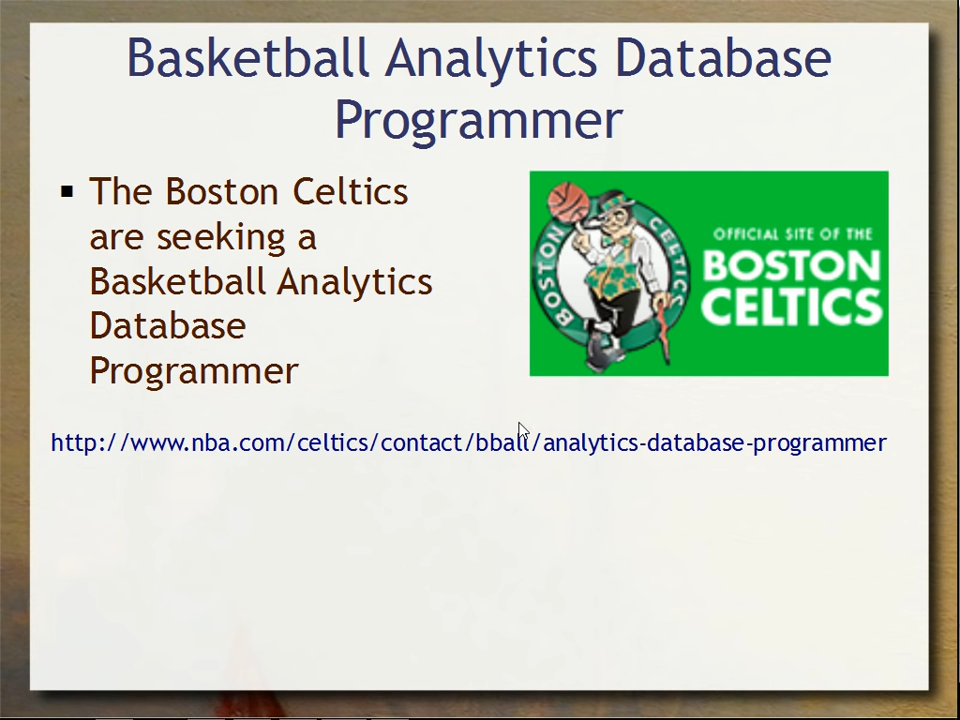 Basketball Analytics Database
Programmer
▪ The Boston Celtics
are seeking a
Basketball Analytics
Database
Programmer
BOSTON CELTICS
OFFICIAL SITE OF THE
BOSTON
CELTICS
http://www.nba.com/celtics/contact/bball/analytics-database-programmer